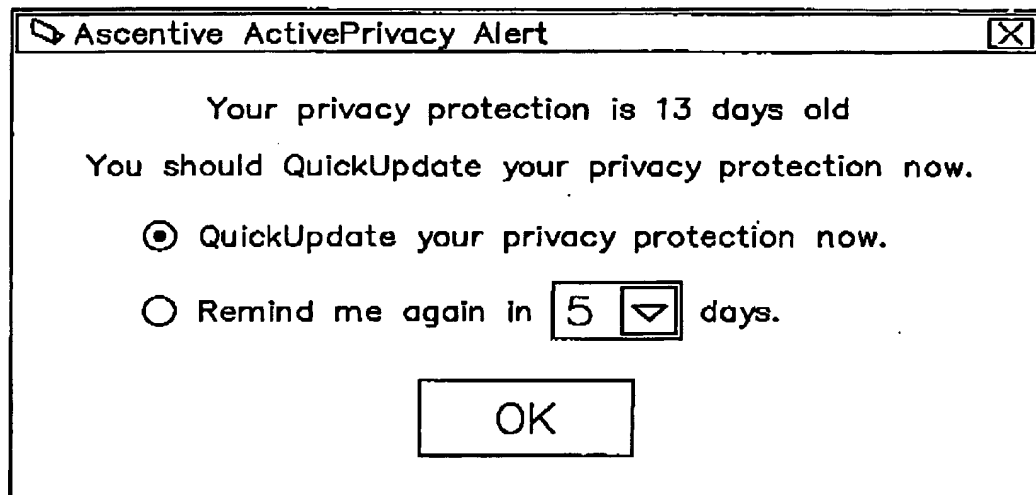 Ascentive ActivePrivacy Alert
Your privacy protection is 13 days old
You should QuickUpdate your privacy protection now.
QuickUpdate your privacy protection now.
Remind me again in 5 days.
OK